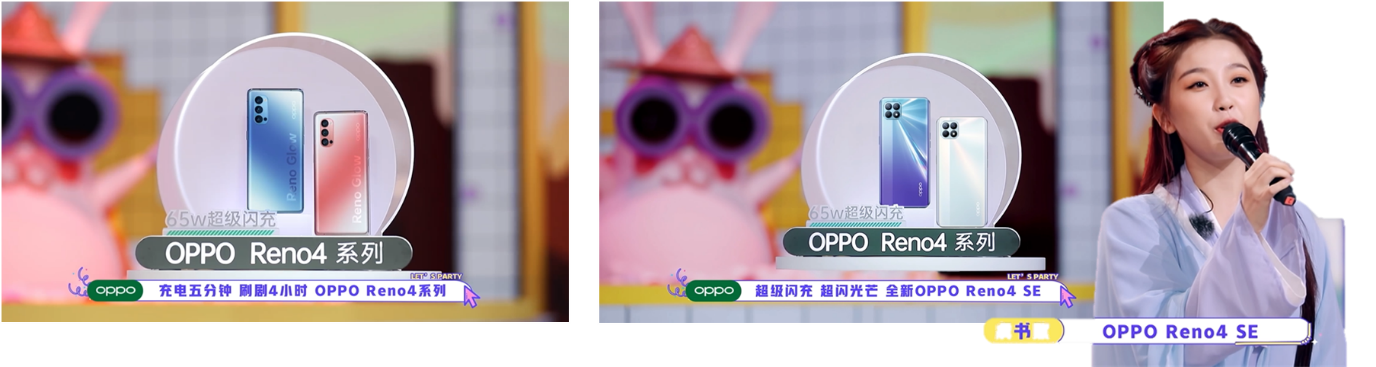 Reno Glow
Reno Glow
65w超级闪充
OPPO Reno4 系列
LET'S PARTY
oppo 充电五分钟 刷剧4小时 OPPO Reno4系列
oppo
65w超级闪充
OPPO Reno4 系列
LET'S PARTY
oppo 超级闪充 超闪光芒 全新OPPO Reno4 SE
书 OPPO Reno4 SE